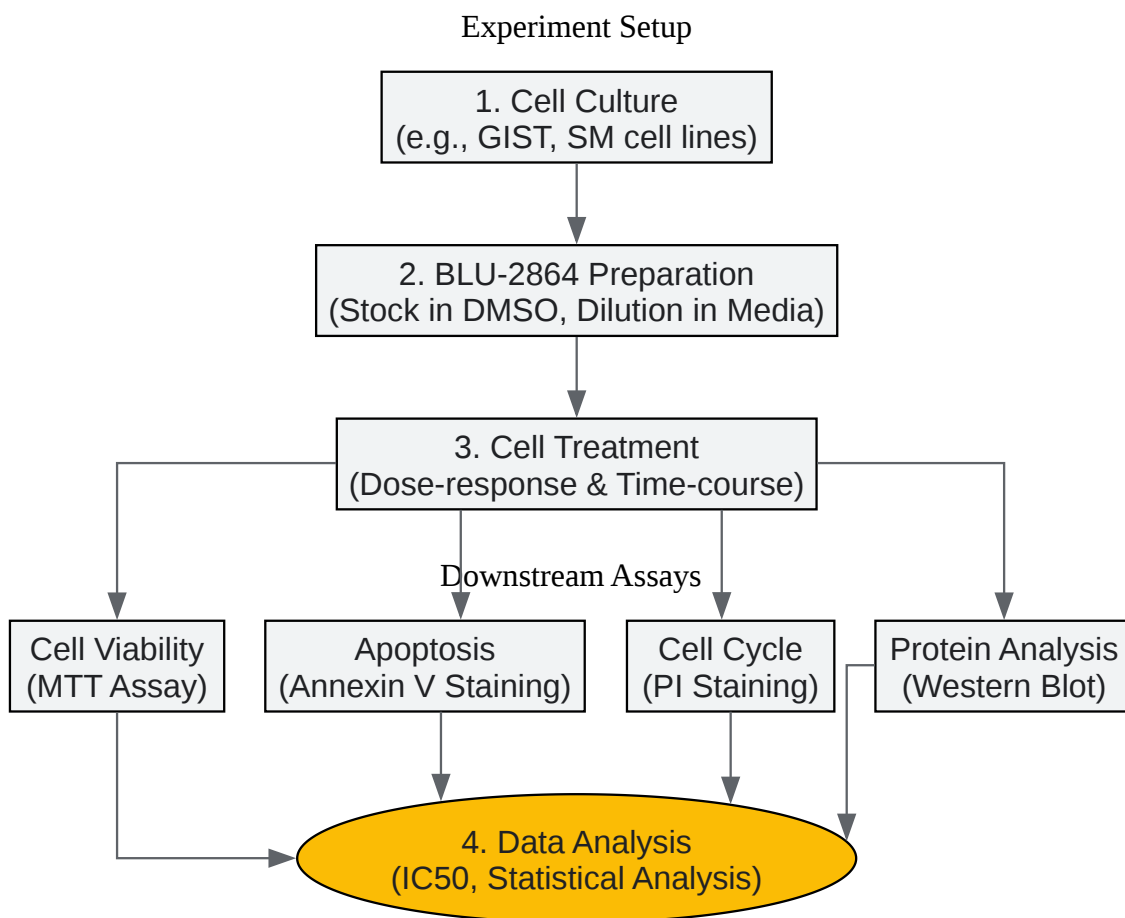 Experiment Setup
1. Cell Culture
(e.g., GIST, SM cell lines)
2. BLU-2864 Preparation
(Stock in DMSO, Dilution in Media)
3. Cell Treatment
(Dose-response & Time-course)
Downstream Assays
Cell Viability
(MTT Assay)
Apoptosis
(Annexin V Staining)
Cell Cycle
(PI Staining)
Protein Analysis
(Western Blot)
4. Data Analysis
(IC50, Statistical Analysis)